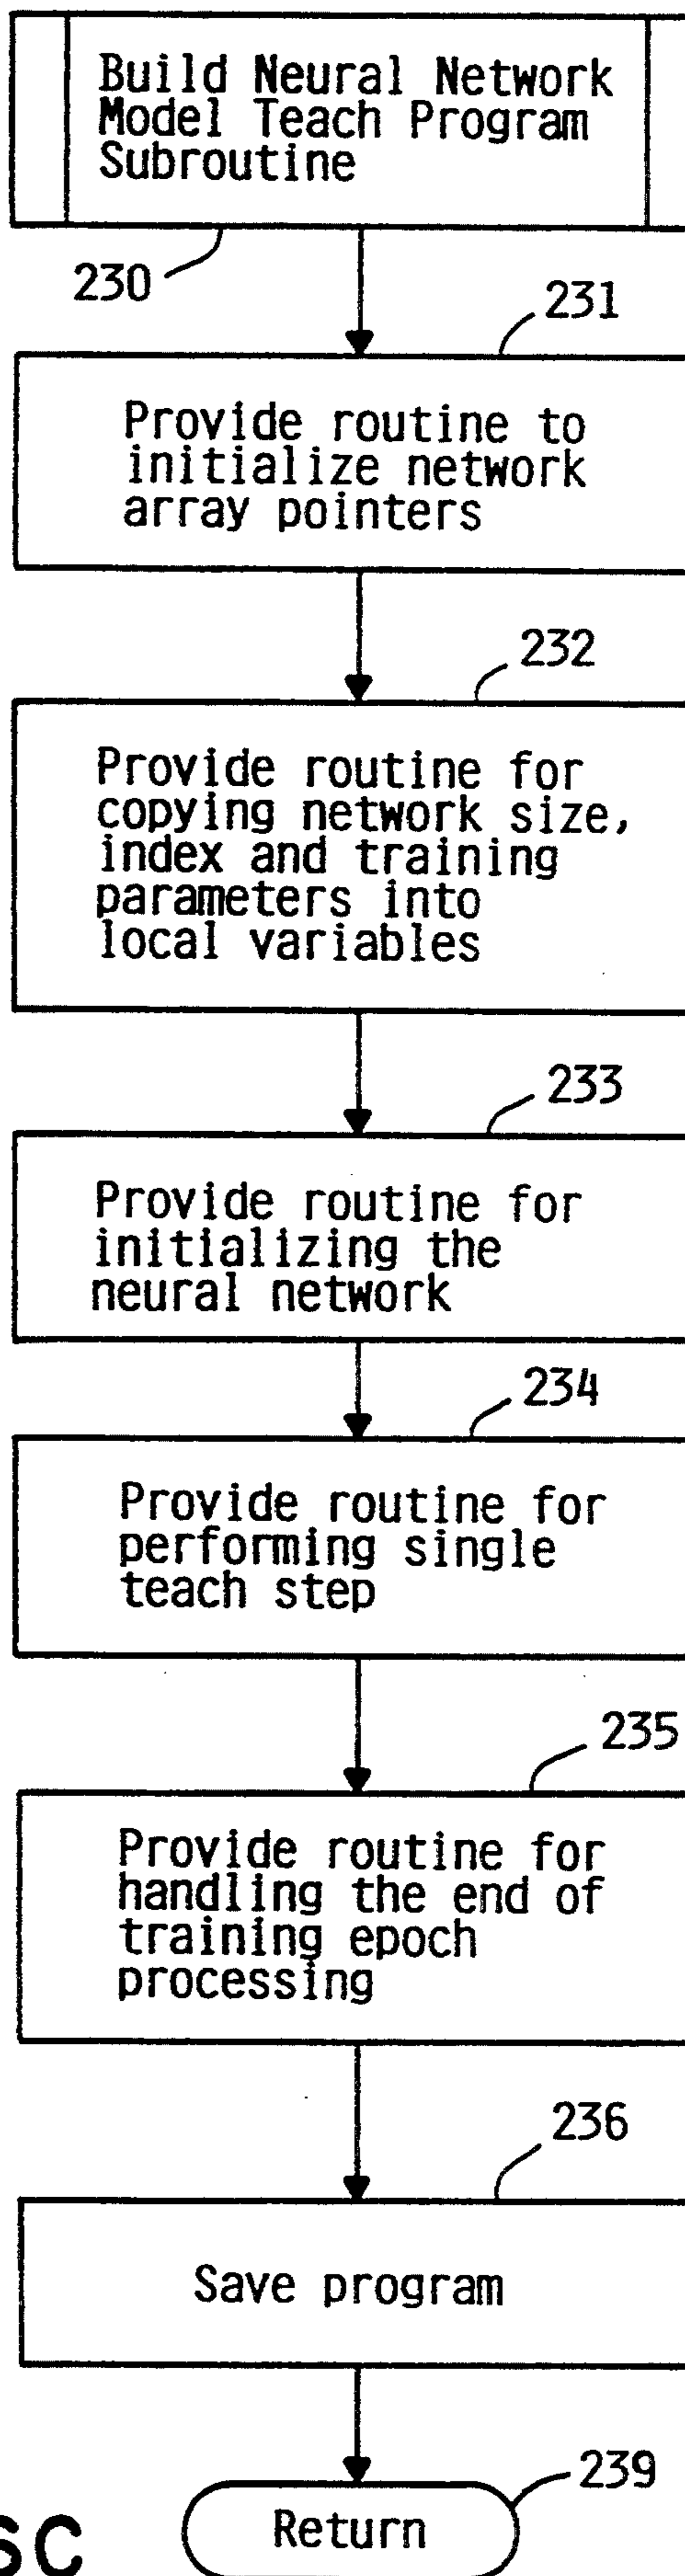 Build Neural Network
Model Teach Program
Subroutine
230
231
Provide routine to
initialize network
array pointers
232
Provide routine for
copying network size,
index and training
parameters into
local variables
233
Provide routine for
initializing the
neural network
234
Provide routine for
performing single
teach step
235
Provide routine for
handling the end of
training epoch
processing
236
Save program
239
Return